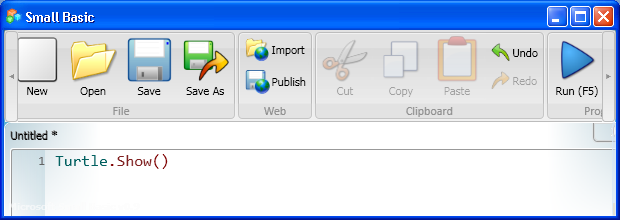 Small Basic
New Open Save Save As Import Publish Cut Copy Paste Undo Redo Run (F5)
File Web Clipboard Prog
Untitled *
1 Turtle.Show()